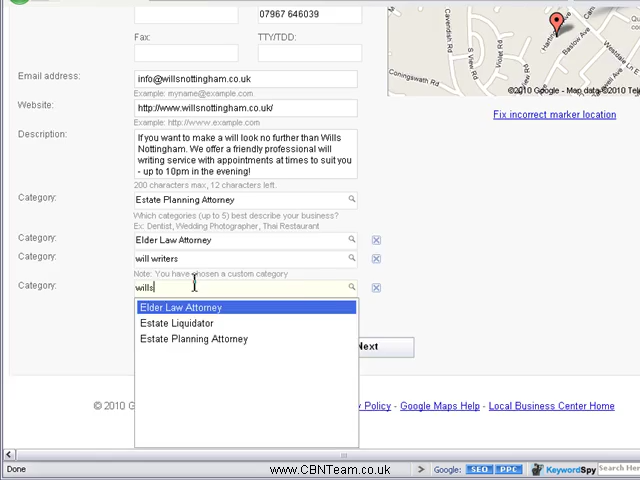 07967 646039
Fax:
TTY/TDD:
Email address:
info@willsnottingham.co.uk
Example: myname@example.com
Website:
http://www.willsnottingham.co.uk/
Example: http://www.example.com
Description:
If you want to make a will look no further than Wills
Nottingham. We offer a friendly professional will
writing service with appointments at times to suit you
- up to 10pm in the evening!
200 characters max, 12 characters left.
Category:
Estate Planning Attorney
Which categories (up to 5) best describe your business?
Ex: Dentist, Wedding Photographer, Thai Restaurant
Category:
Elder Law Attorney
Category:
will writers
Note: You have chosen a custom category
Category:
wills
Elder Law Attorney
Estate Liquidator
Estate Planning Attorney
Next
Cavendish Rd
Coningswath Rd
Baslow Ave
©2010 Google - Map data ©2010 Tele
Fix incorrect marker location
© 2010 G
Policy - Google Maps Help - Local Business Center Home
Done
www.CBNTeam.co.uk
Google:
SEO
PPC
KeywordSpy
Search Here